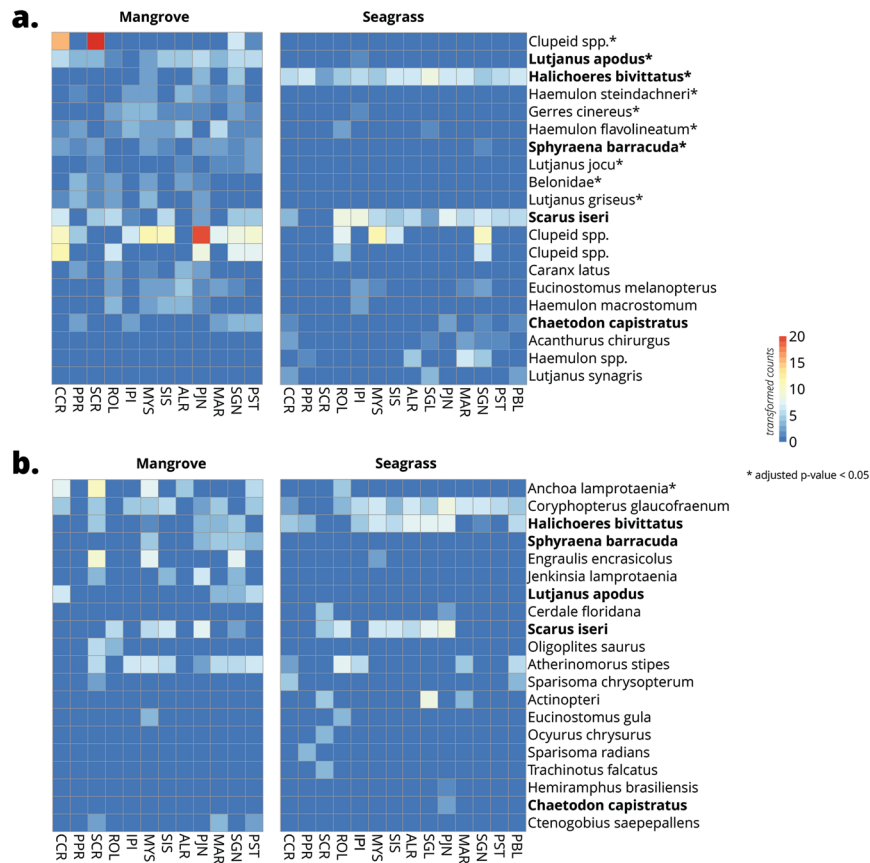 a.
Mangrove
Seagrass
Clupeid spp.*
Lutjanus apodus*
Halichoeres bivittatus*
Haemulon steindachneri*
Gerres cinereus*
Haemulon flavolineatum*
Sphyraena barracuda*
Lutjanus jocu*
Belonidae*
Lutjanus griseus*
Scarus iseri
Clupeid spp.
Clupeid spp.
Caranx latus
Eucinostomus melanopterus
Haemulon macrostomum
Chaetodon capistratus
Acanthurus chirurgus
Haemulon spp.
Lutjanus synagris
CCR PPR SCR ROL IPI MYS SIS ALR PJN MAR SGN PST
CCR PPR SCR ROL IPI MYS SIS ALR SGL PJN MAR SGN PST PBL
transformed counts
20
15
10
5
0
* adjusted p-value < 0.05
b.
Mangrove
Seagrass
Anchoa lamprotaenia*
Coryphopterus glaucofraenum
Halichoeres bivittatus
Sphyraena barracuda
Engraulis encrasicolus
Jenkinsia lamprotaenia
Lutjanus apodus
Cerdale floridana
Scarus iseri
Oligoplites saurus
Atherinomorus stipes
Sparisoma chrysopterum
Actinopteri
Eucinostomus gula
Ocyurus chrysurus
Sparisoma radians
Trachinotus falcatus
Hemiramphus brasiliensis
Chaetodon capistratus
Ctenogobius saepepallens
CCR PPR SCR ROL IPI MYS SIS ALR PJN MAR SGN PST
CCR PPR SCR ROL IPI MYS SIS ALR SGL PJN MAR SGN PST PBL